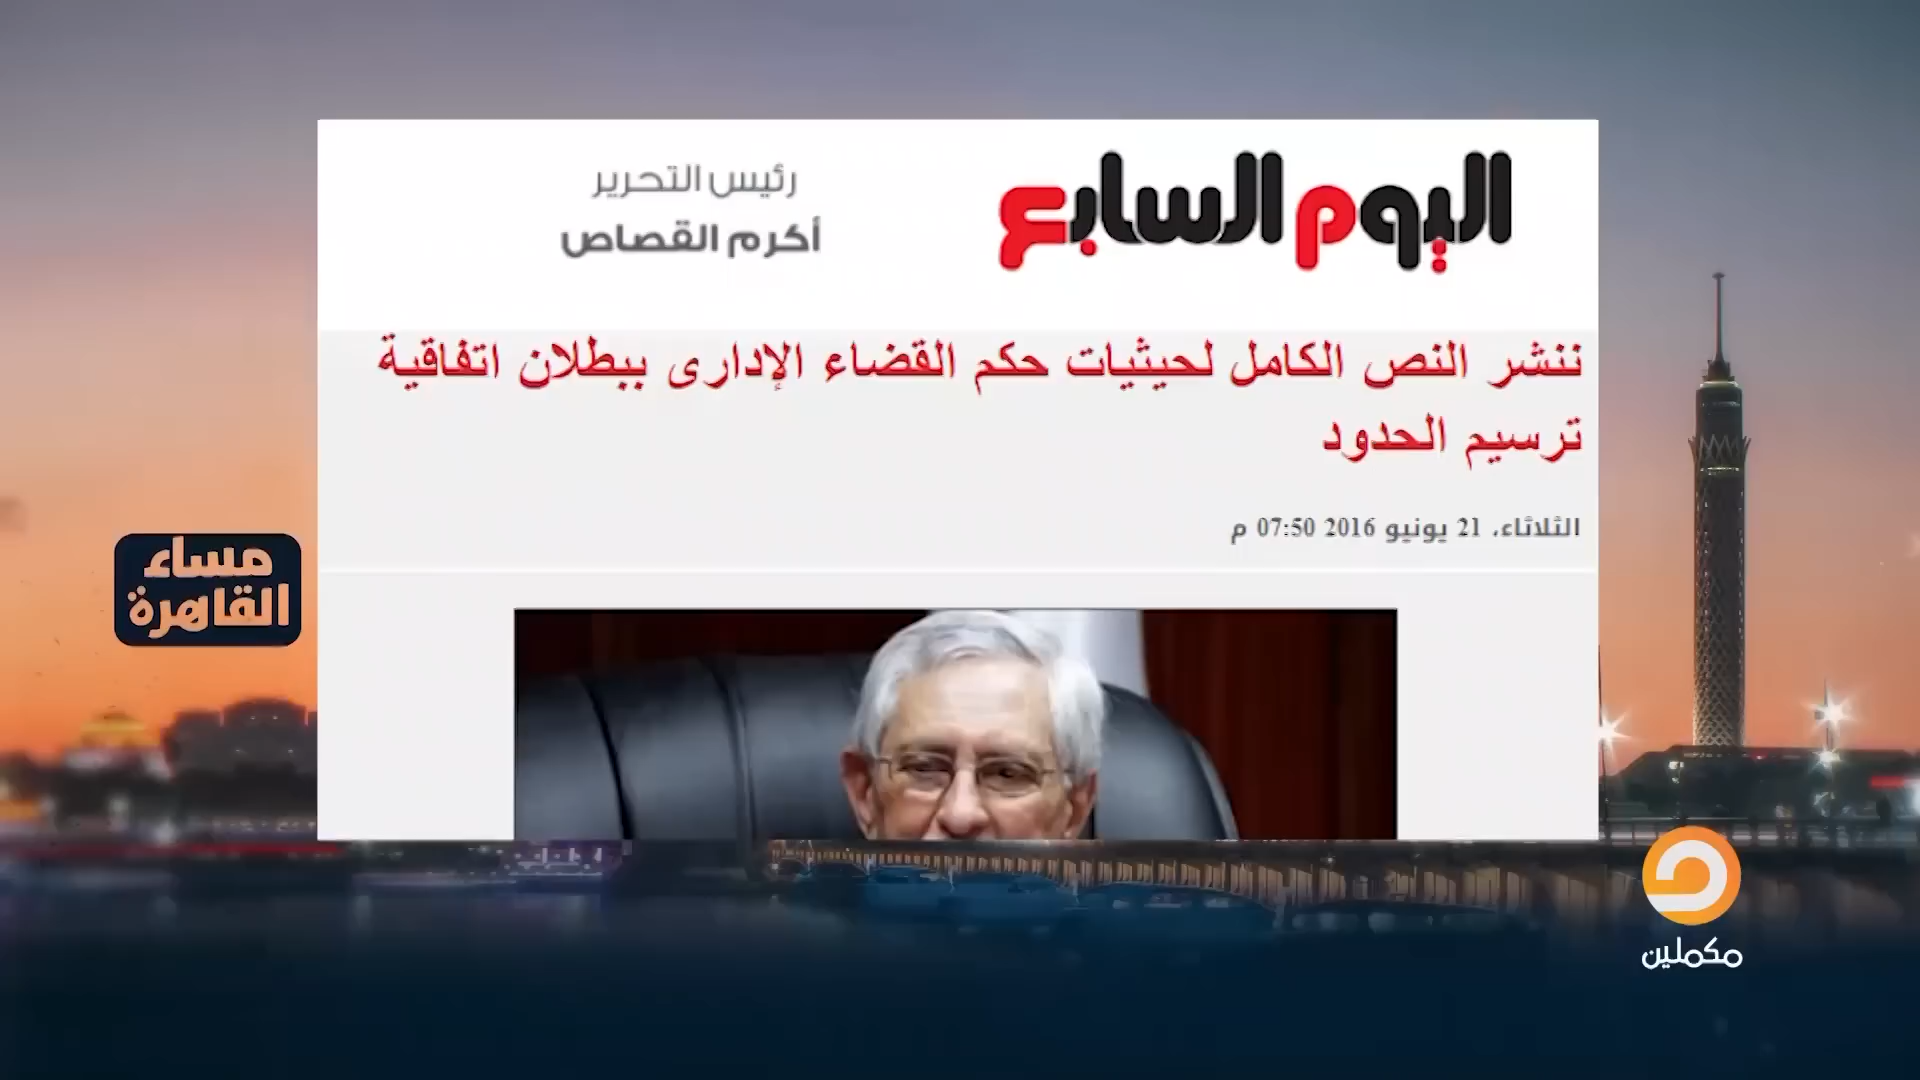 اليوم السابع
رئيس التحرير
أكرم القصاص
ننشر النص الكامل لحيثيات حكم القضاء الإدارى ببطلان اتفاقية
ترسيم الحدود
الثلاثاء، 21 يونيو 2016 07:50 م
مساء
القاهرة
مكملين